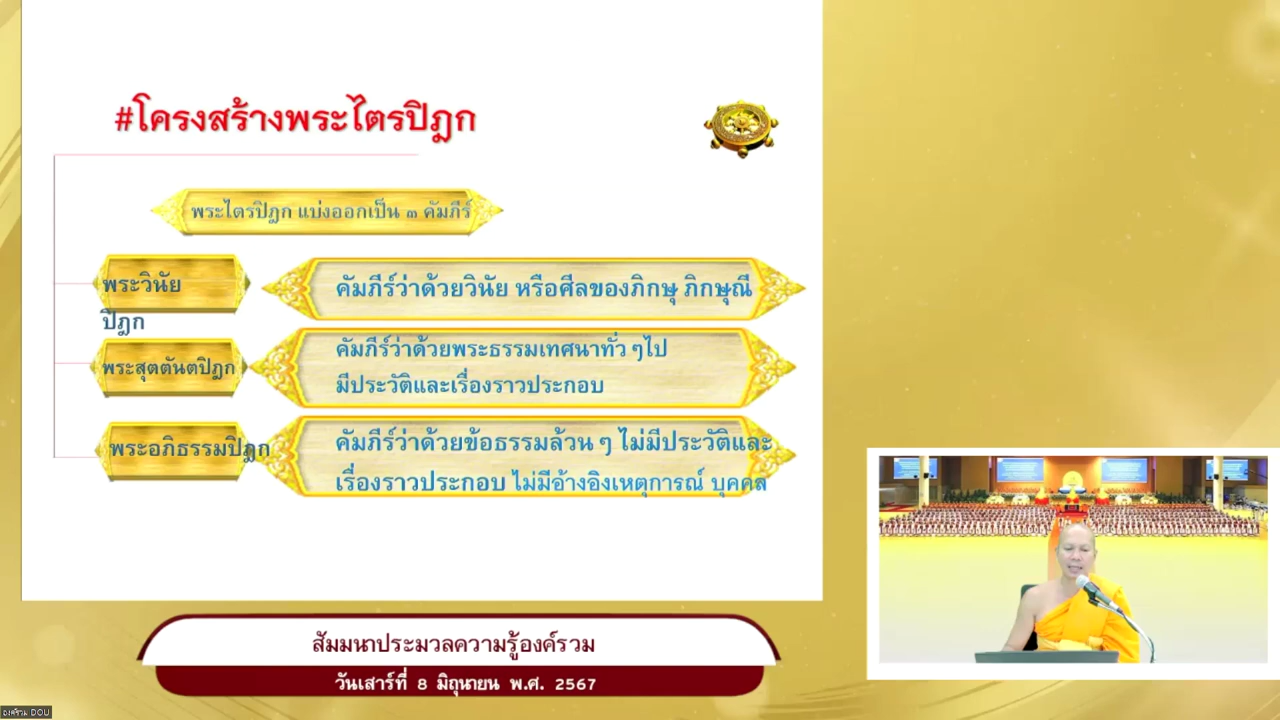 #โครงสร้างพระไตรปิฎก
พระไตรปิฎก แบ่งออกเป็น ๓ คัมภีร์
พระวินัย
ปิฎก
คัมภีร์ว่าด้วยวินัย หรือศีลของภิกษุ ภิกษุณี
พระสุตตันตปิฎก
คัมภีร์ว่าด้วยพระธรรมเทศนาทั่ว ๆไป
มีประวัติและเรื่องราวประกอบ
พระอภิธรรมปิฎก
คัมภีร์ว่าด้วยข้อธรรมล้วน ๆ ไม่มีประวัติและ
เรื่องราวประกอบ ไม่มีอ้างอิงเหตุการณ์ บุคคล
สัมมนาประมวลความรู้องค์รวม
วันเสาร์ที่ 8 มิถุนายน พ.ศ. 2567
องค์รวม DOU